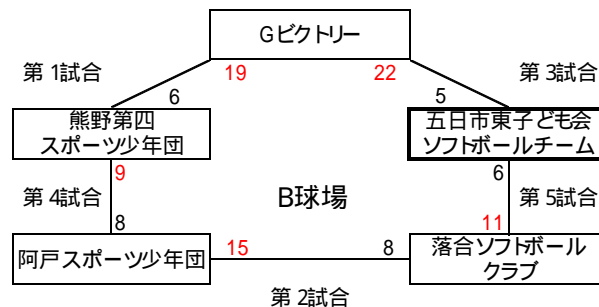 Gビクトリー
第1試合
19
22
第3試合
6
5
熊野第四
スポーツ少年団
五日市東子ども会
ソフトボールチーム
9
6
第4試合
B球場
第5試合
8
11
阿戸スポーツ少年団
15
8
落合ソフトボール
クラブ
第2試合